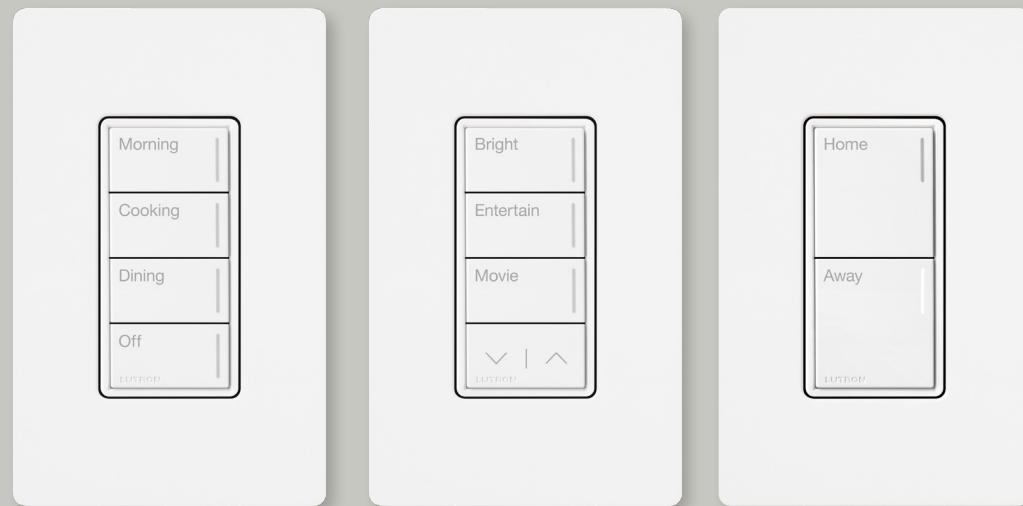 Morning
Cooking
Dining
Off
LUTRON
Bright
Entertain
Movie
LUTRON
Home
Away
LUTRON